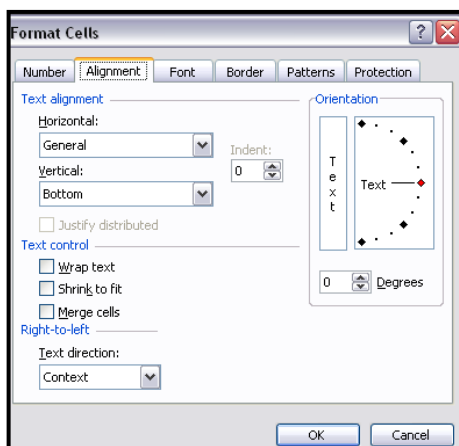 Format Cells
Number Alignment Font Border Patterns Protection
Text alignment
Horizontal:
General
Vertical:
Bottom
Indent:
0
Justify distributed
Text control
Wrap text
Shrink to fit
Merge cells
Right-to-left
Text direction:
Context
Orientation
Text
Text
0 Degrees
OK Cancel